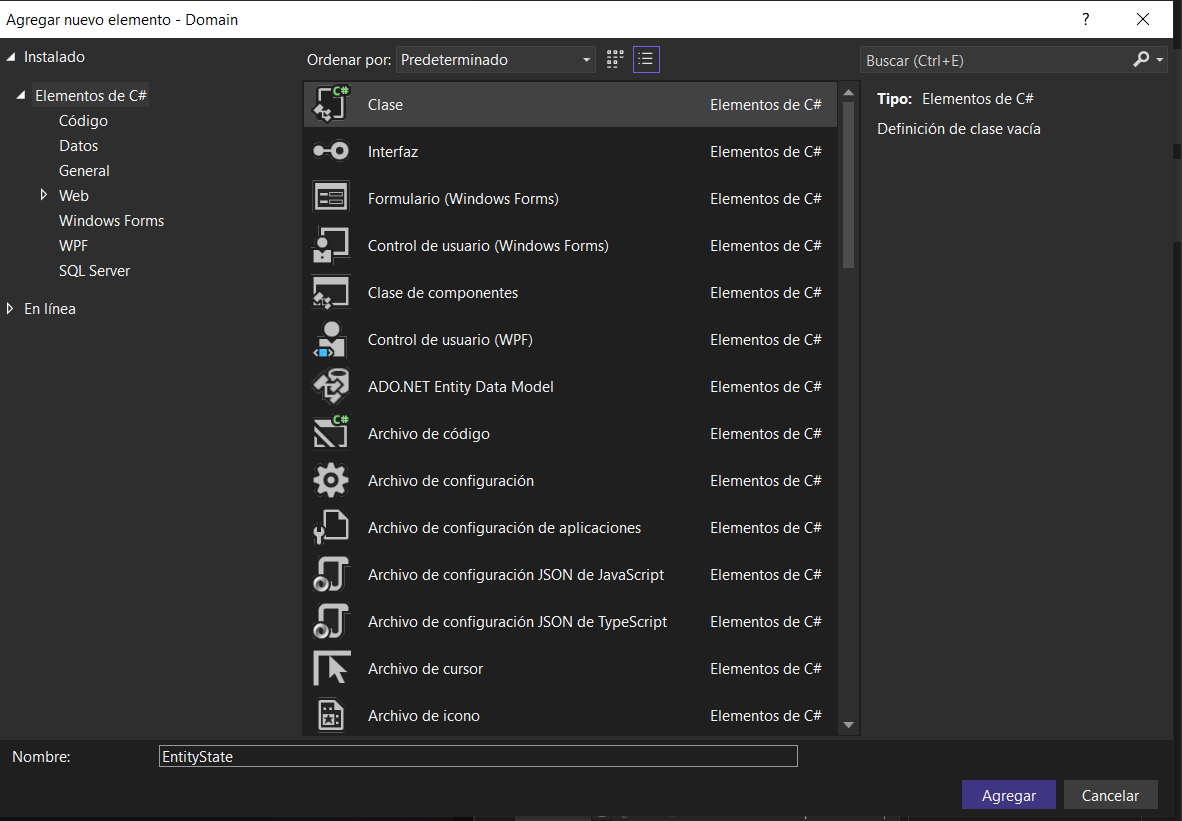 Agregar nuevo elemento - Domain
?
Instalado
Ordenar por: Predeterminado
Buscar (Ctrl+E)
Elementos de C#
Código
Datos
General
Web
Windows Forms
WPF
SQL Server
En línea
C# Clase Elementos de C#
Interfaz Elementos de C#
Formulario (Windows Forms) Elementos de C#
Control de usuario (Windows Forms) Elementos de C#
Clase de componentes Elementos de C#
Control de usuario (WPF) Elementos de C#
ADO.NET Entity Data Model Elementos de C#
C# Archivo de código Elementos de C#
Archivo de configuración Elementos de C#
Archivo de configuración de aplicaciones Elementos de C#
Archivo de configuración JSON de JavaScript Elementos de C#
Archivo de configuración JSON de TypeScript Elementos de C#
Archivo de cursor Elementos de C#
Archivo de icono Elementos de C#
Tipo: Elementos de C#
Definición de clase vacía
Nombre: EntityState
Agregar Cancelar